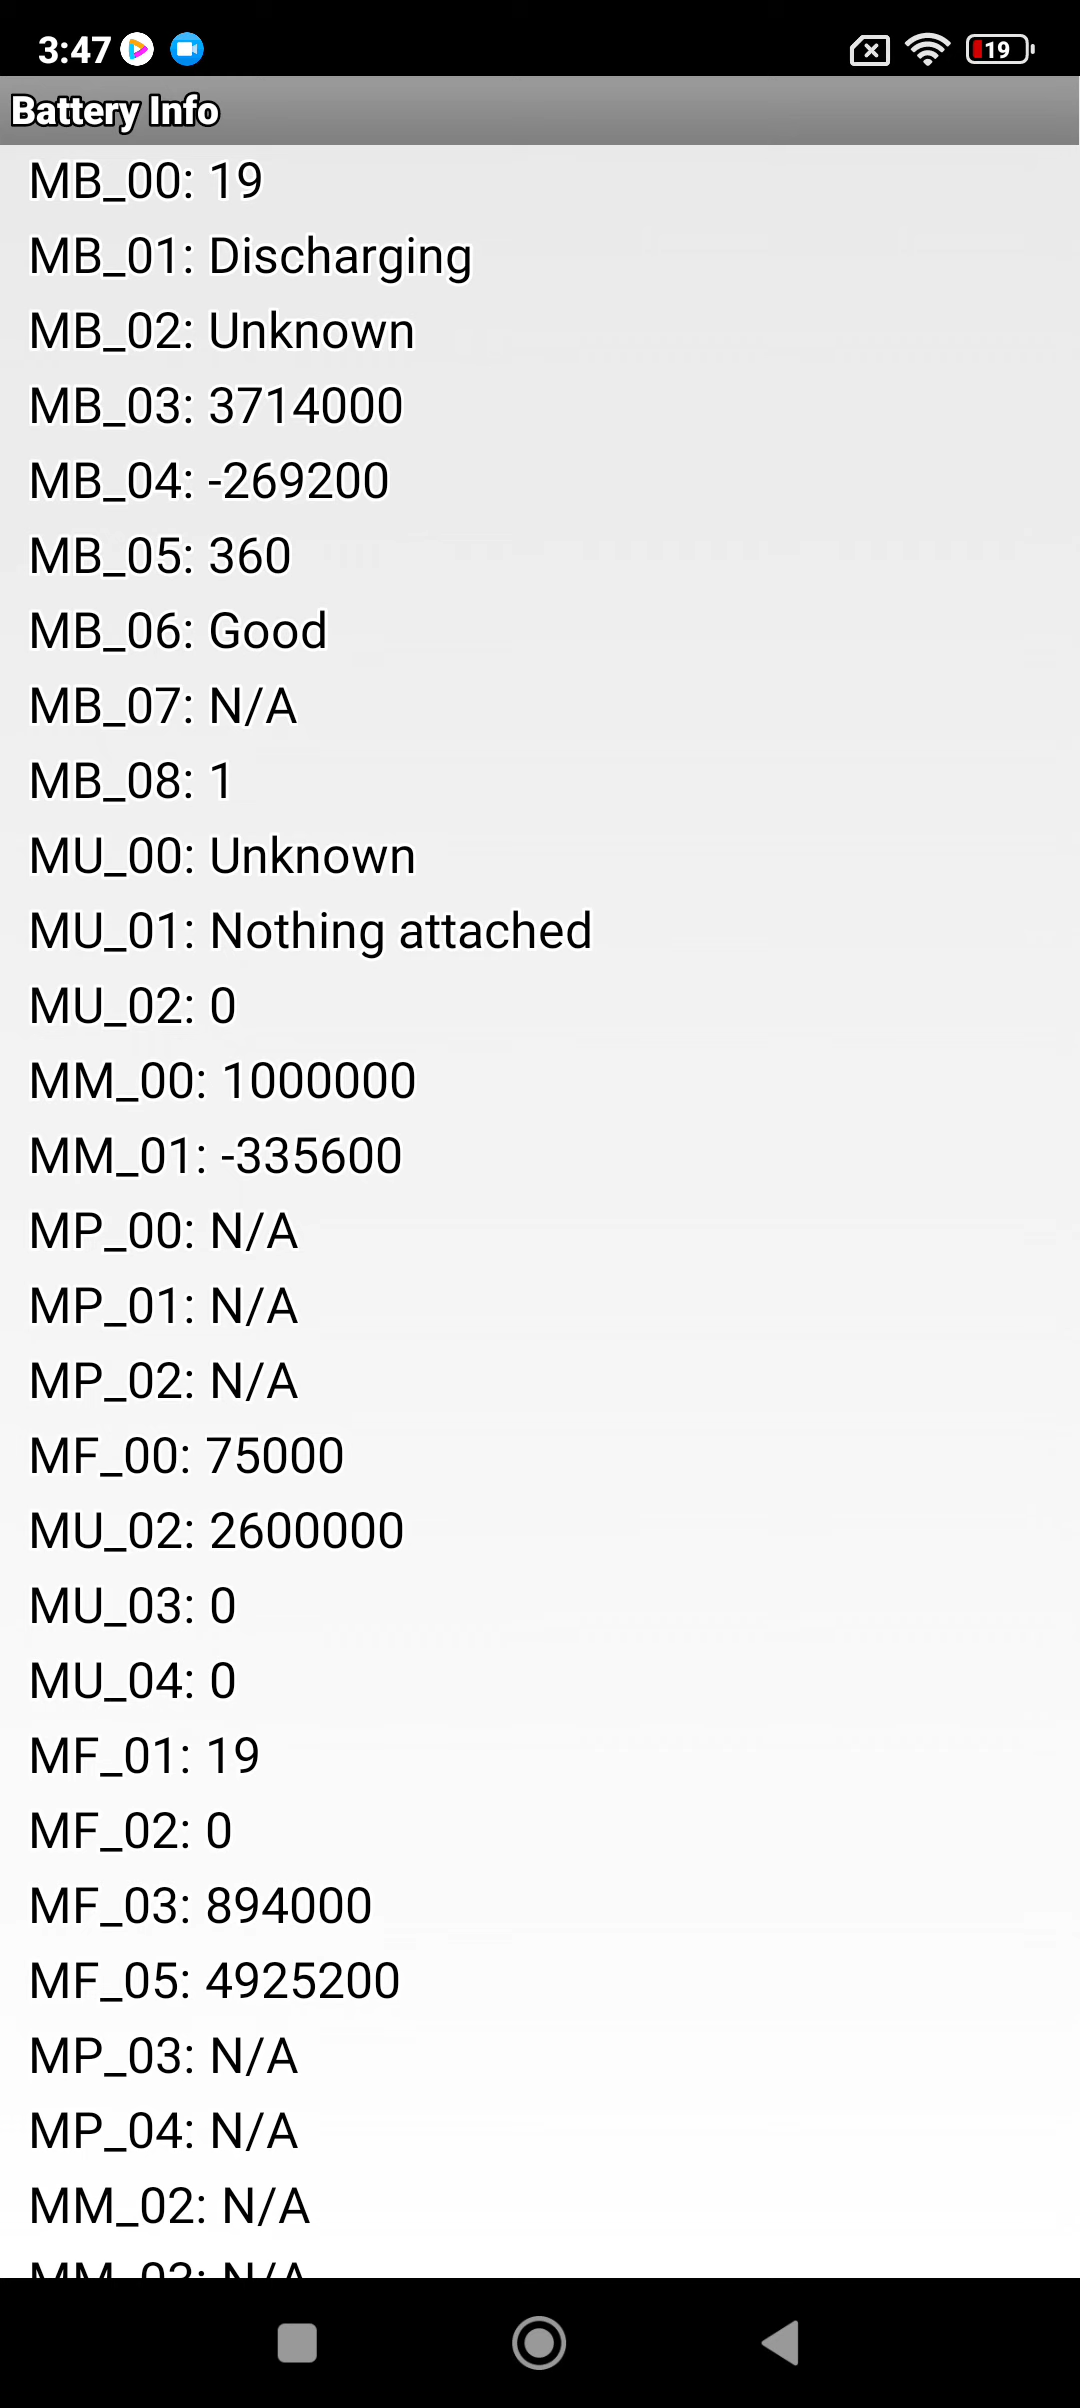 3:47
19
Battery Info
MB_00: 19
MB_01: Discharging
MB_02: Unknown
MB_03: 3714000
MB_04: -269200
MB_05: 360
MB_06: Good
MB_07: N/A
MB_08: 1
MU_00: Unknown
MU_01: Nothing attached
MU_02: 0
MM_00: 1000000
MM_01: -335600
MP_00: N/A
MP_01: N/A
MP_02: N/A
MF_00: 75000
MU_02: 2600000
MU_03: 0
MU_04: 0
MF_01: 19
MF_02: 0
MF_03: 894000
MF_05: 4925200
MP_03: N/A
MP_04: N/A
MM_02: N/A
MM_03: N/A